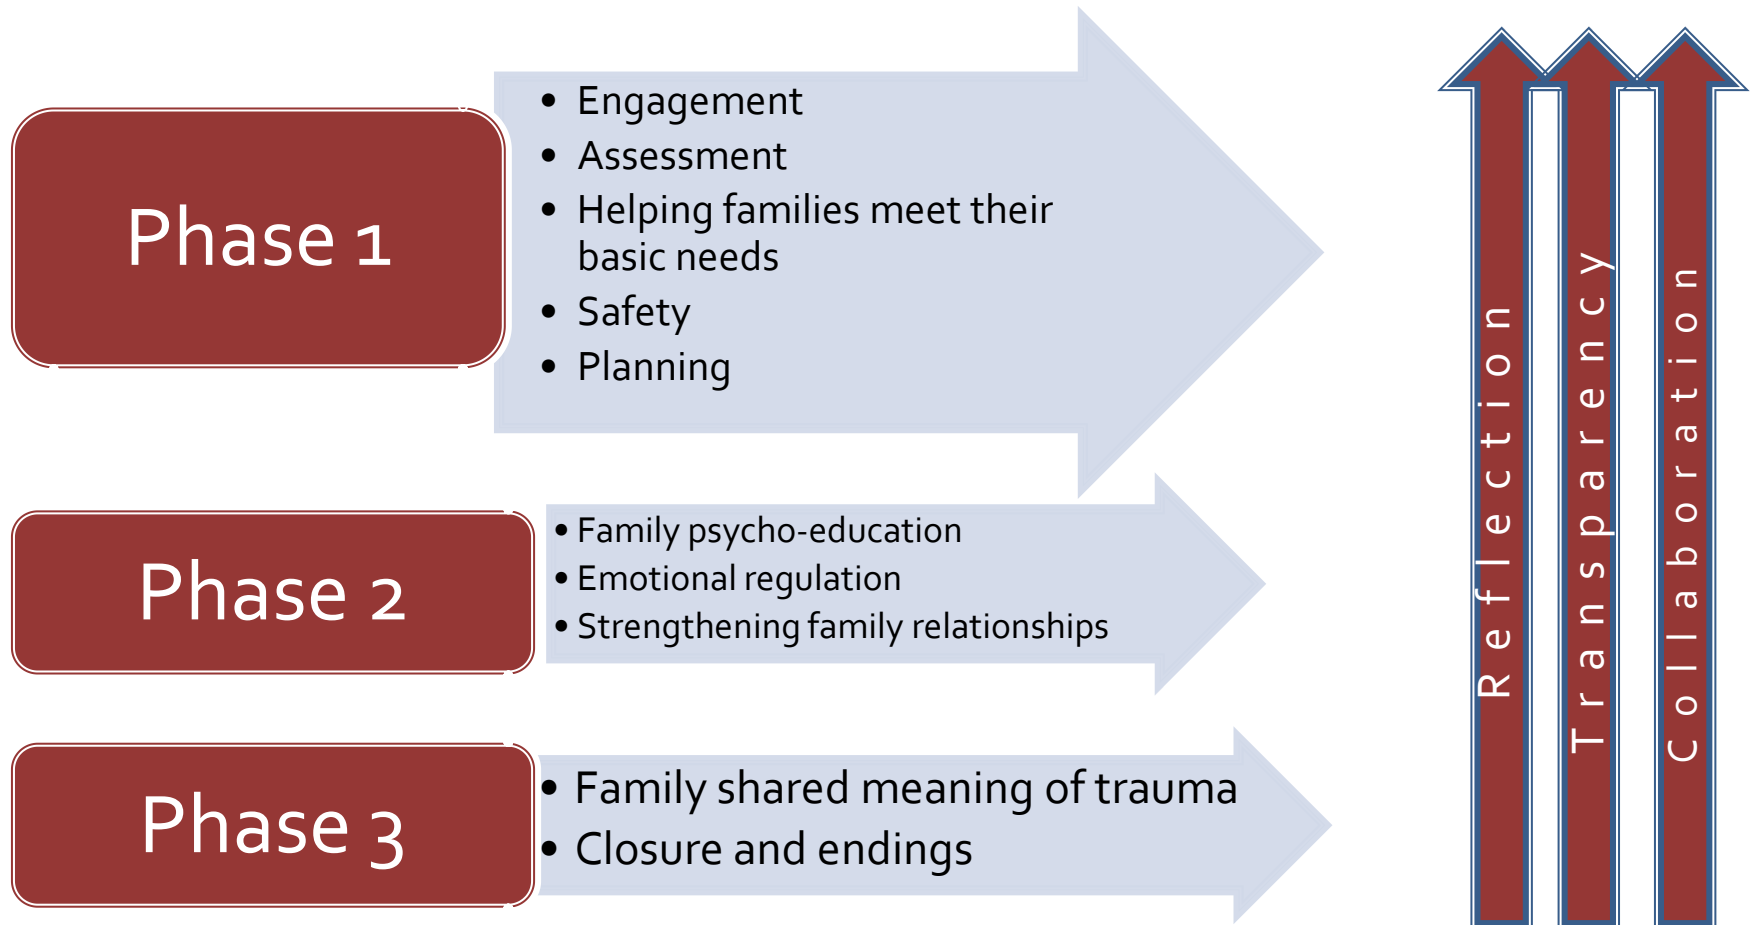 Phase 1
• Engagement
• Assessment
• Helping families meet their
basic needs
• Safety
• Planning
Phase 2
• Family psycho-education
• Emotional regulation
• Strengthening family relationships
Phase 3
• Family shared meaning of trauma
• Closure and endings
Reflection
Transparency
Collaboration